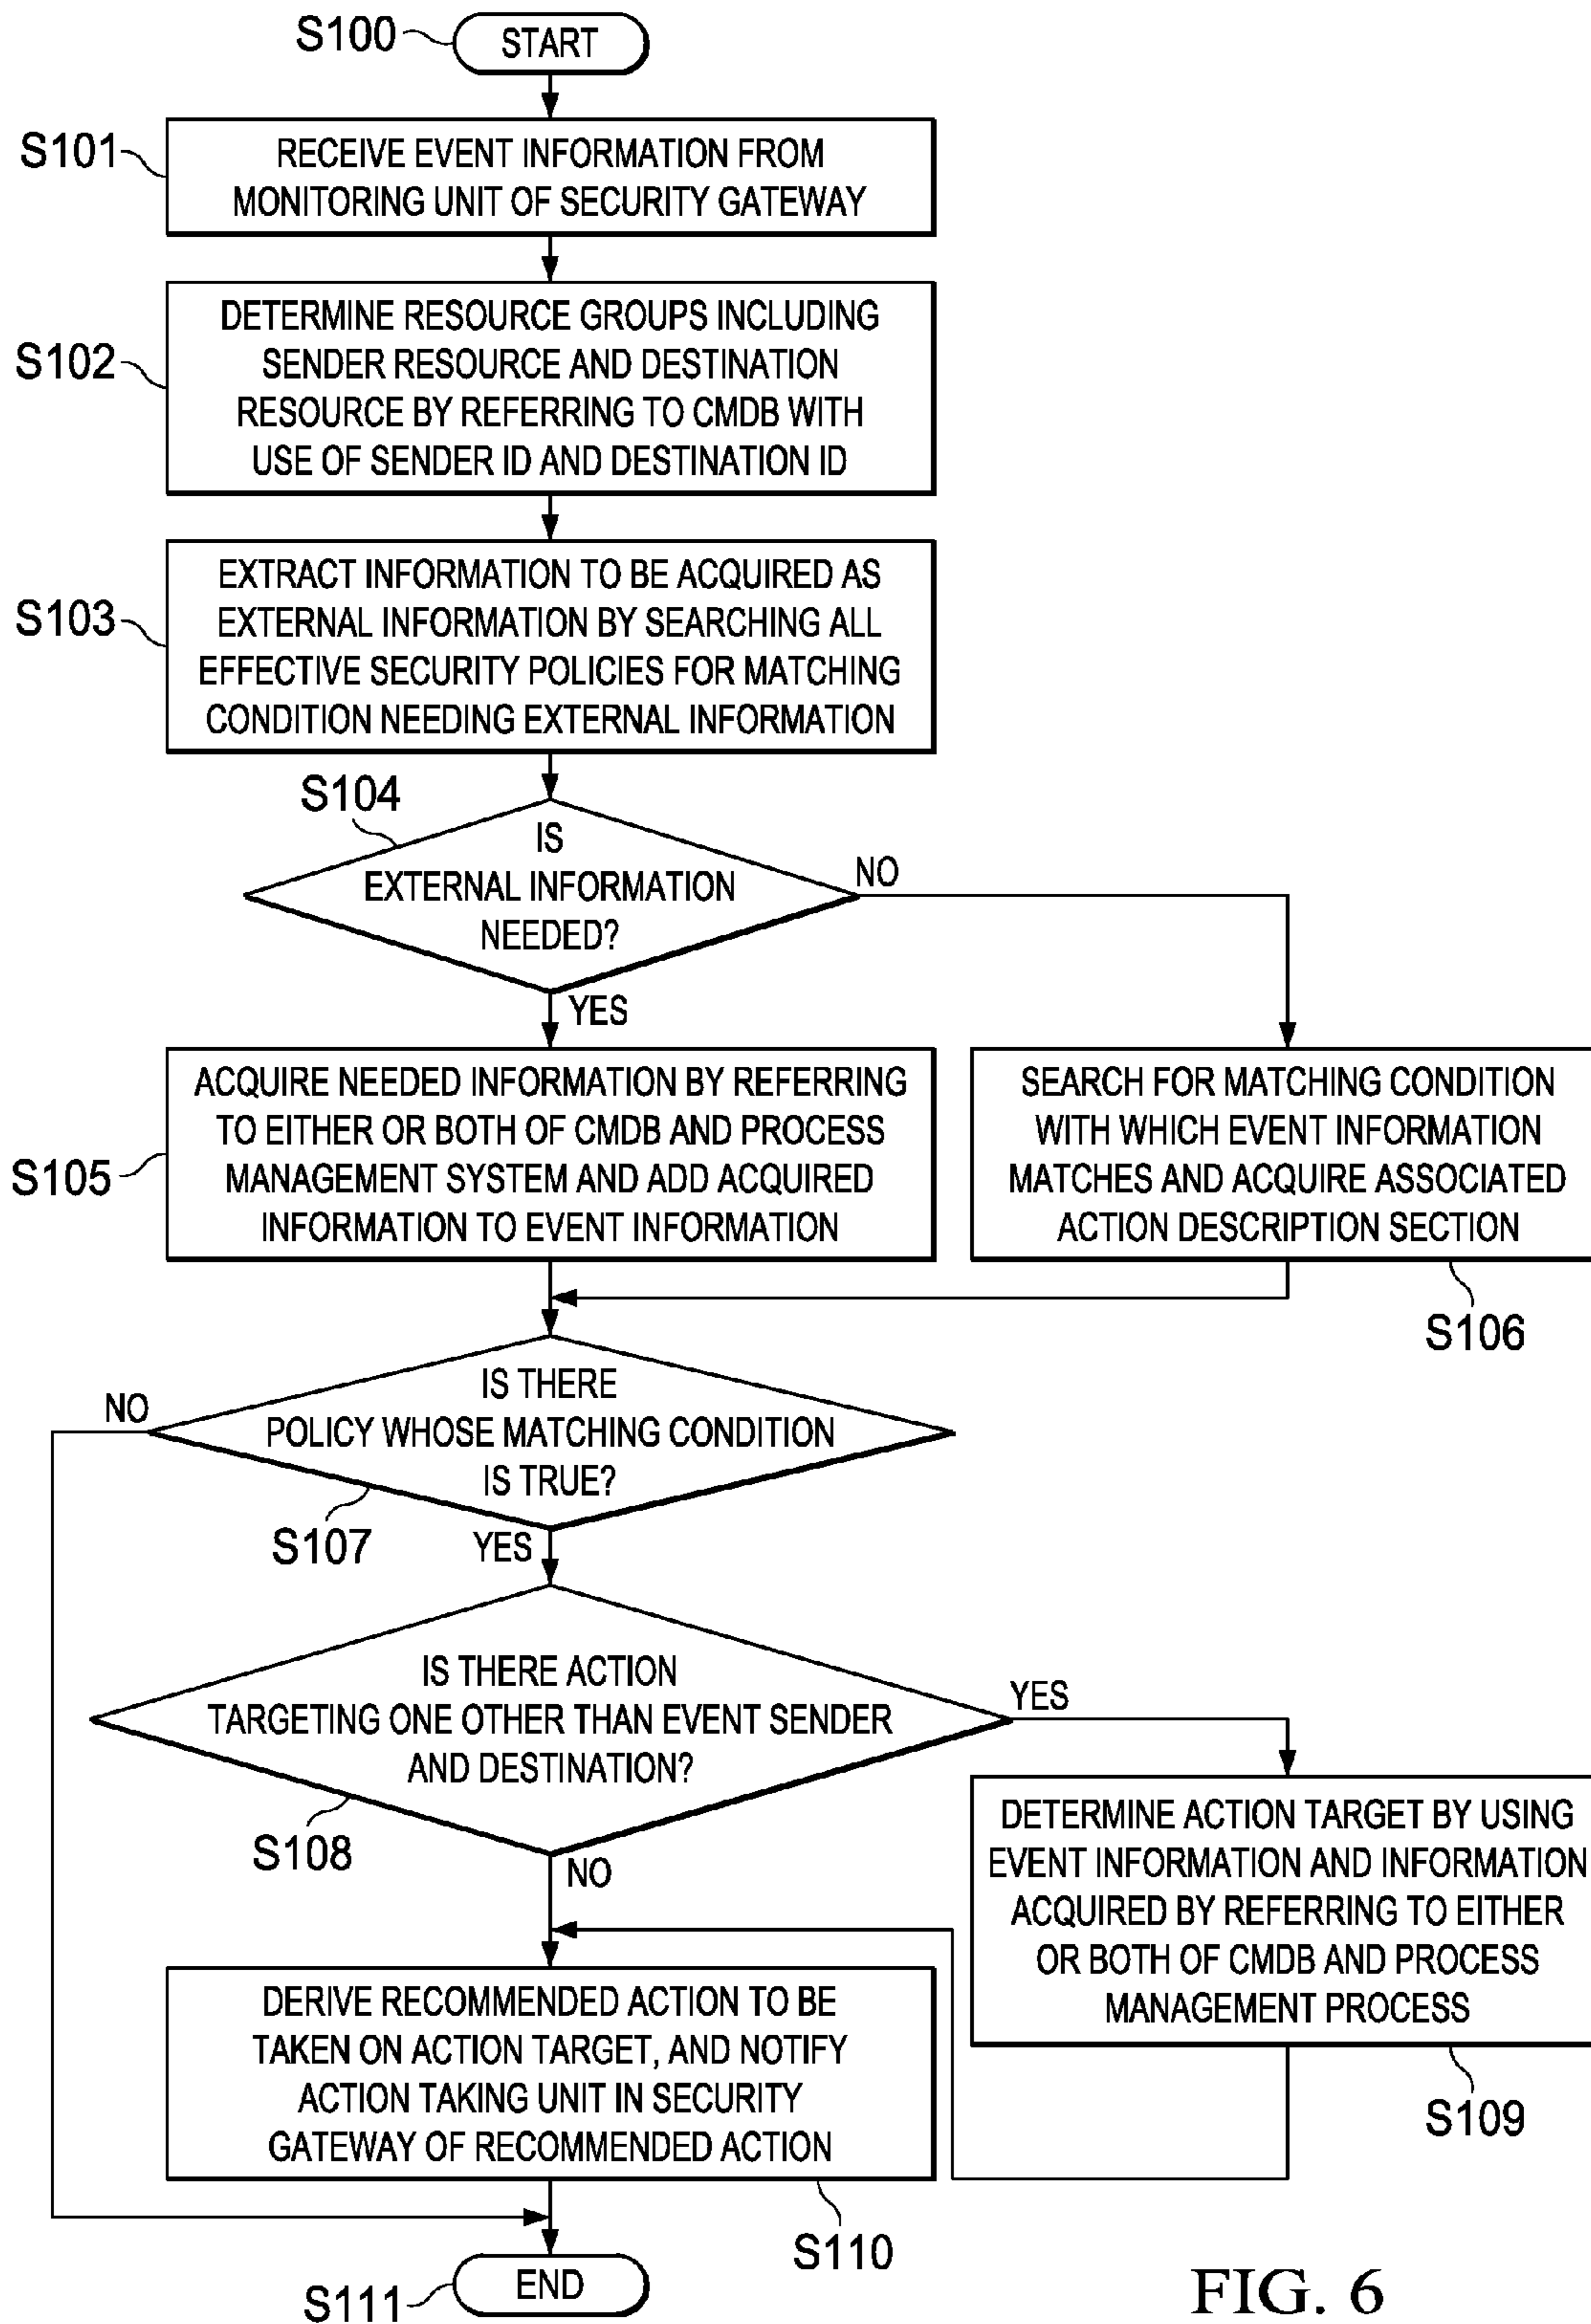 S100
START
S101
RECEIVE EVENT INFORMATION FROM
MONITORING UNIT OF SECURITY GATEWAY
S102
DETERMINE RESOURCE GROUPS INCLUDING
SENDER RESOURCE AND DESTINATION
RESOURCE BY REFERRING TO CMDB WITH
USE OF SENDER ID AND DESTINATION ID
S103
EXTRACT INFORMATION TO BE ACQUIRED AS
EXTERNAL INFORMATION BY SEARCHING ALL
EFFECTIVE SECURITY POLICIES FOR MATCHING
CONDITION NEEDING EXTERNAL INFORMATION
S104
IS
EXTERNAL INFORMATION
NEEDED?
NO
YES
S105
ACQUIRE NEEDED INFORMATION BY REFERRING
TO EITHER OR BOTH OF CMDB AND PROCESS
MANAGEMENT SYSTEM AND ADD ACQUIRED
INFORMATION TO EVENT INFORMATION
SEARCH FOR MATCHING CONDITION
WITH WHICH EVENT INFORMATION
MATCHES AND ACQUIRE ASSOCIATED
ACTION DESCRIPTION SECTION
S106
IS THERE
POLICY WHOSE MATCHING CONDITION
IS TRUE?
NO
S107
YES
IS THERE ACTION
TARGETING ONE OTHER THAN EVENT SENDER
AND DESTINATION?
YES
S108
NO
DETERMINE ACTION TARGET BY USING
EVENT INFORMATION AND INFORMATION
ACQUIRED BY REFERRING TO EITHER
OR BOTH OF CMDB AND PROCESS
MANAGEMENT PROCESS
S109
DERIVE RECOMMENDED ACTION TO BE
TAKEN ON ACTION TARGET, AND NOTIFY
ACTION TAKING UNIT IN SECURITY
GATEWAY OF RECOMMENDED ACTION
S110
S111
END
FIG. 6